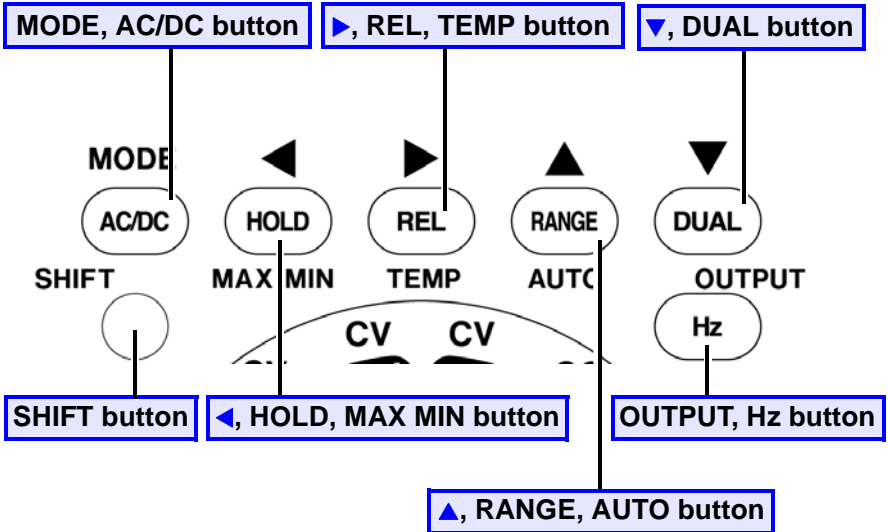 MODE, AC/DC button
▶, REL, TEMP button
▼, DUAL button
MODE ◀ ▶ ▲ ▼
AC/DC HOLD REL RANGE DUAL
SHIFT MAX MIN TEMP AUTO OUTPUT
CV CV Hz
SHIFT button
◀, HOLD, MAX MIN button
OUTPUT, Hz button
▲, RANGE, AUTO button